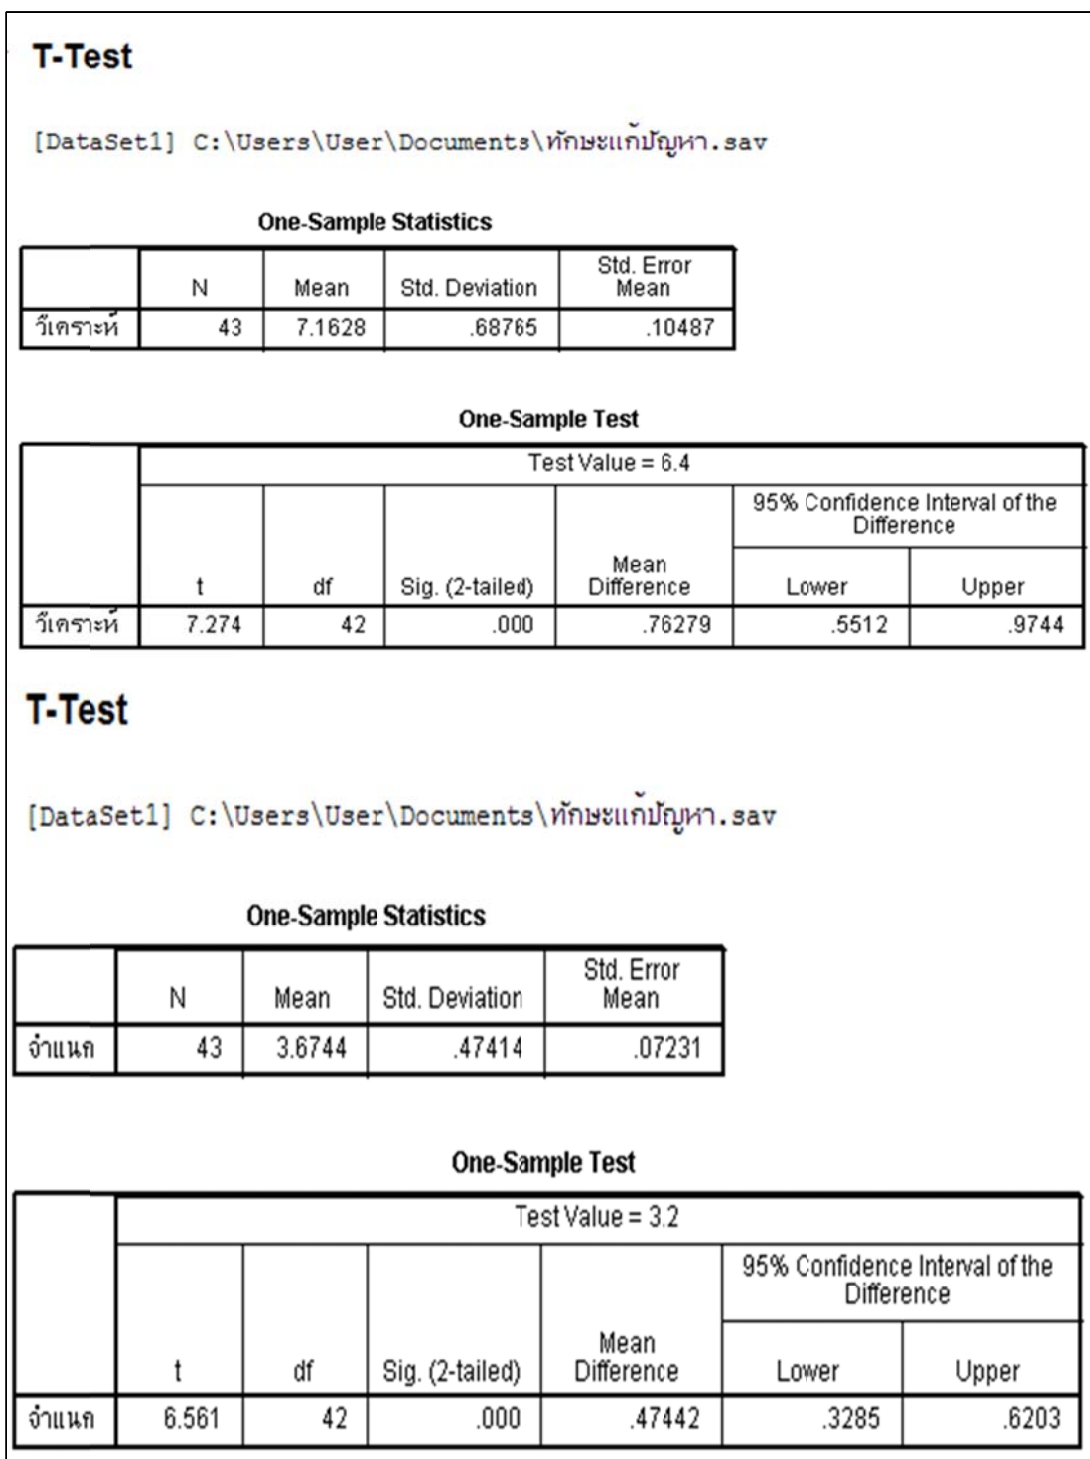 T-Test
[DataSet1] C:\Users\User\Documents\ทักษะแก้ปัญหา.sav
One-Sample Statistics
N Mean Std. Deviation Std. Error Mean
วิเคราะห์ 43 7.1628 .68765 .10487
One-Sample Test
Test Value = 6.4
95% Confidence Interval of the Difference
t df Sig. (2-tailed) Mean Difference Lower Upper
วิเคราะห์ 7.274 42 .000 .76279 .5512 .9744
T-Test
[DataSet1] C:\Users\User\Documents\ทักษะแก้ปัญหา.sav
One-Sample Statistics
N Mean Std. Deviation Std. Error Mean
จำแนก 43 3.6744 .47414 .07231
One-Sample Test
Test Value = 3.2
95% Confidence Interval of the Difference
t df Sig. (2-tailed) Mean Difference Lower Upper
จำแนก 6.561 42 .000 .47442 .3285 .6203